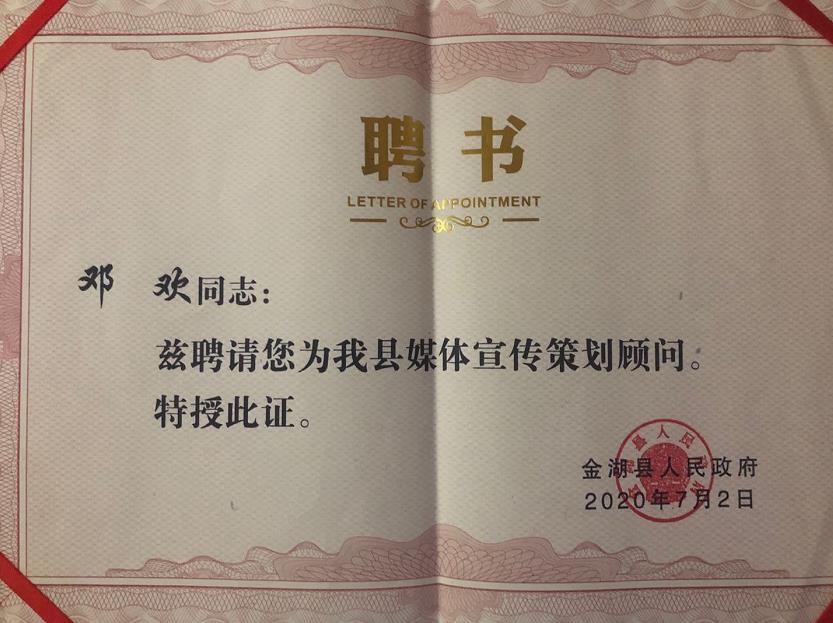 聘书
LETTER OF APPOINTMENT
邓 欢同志：
兹聘请您为我县媒体宣传策划顾问。
特授此证。
金湖县人民政府
2020年7月2日